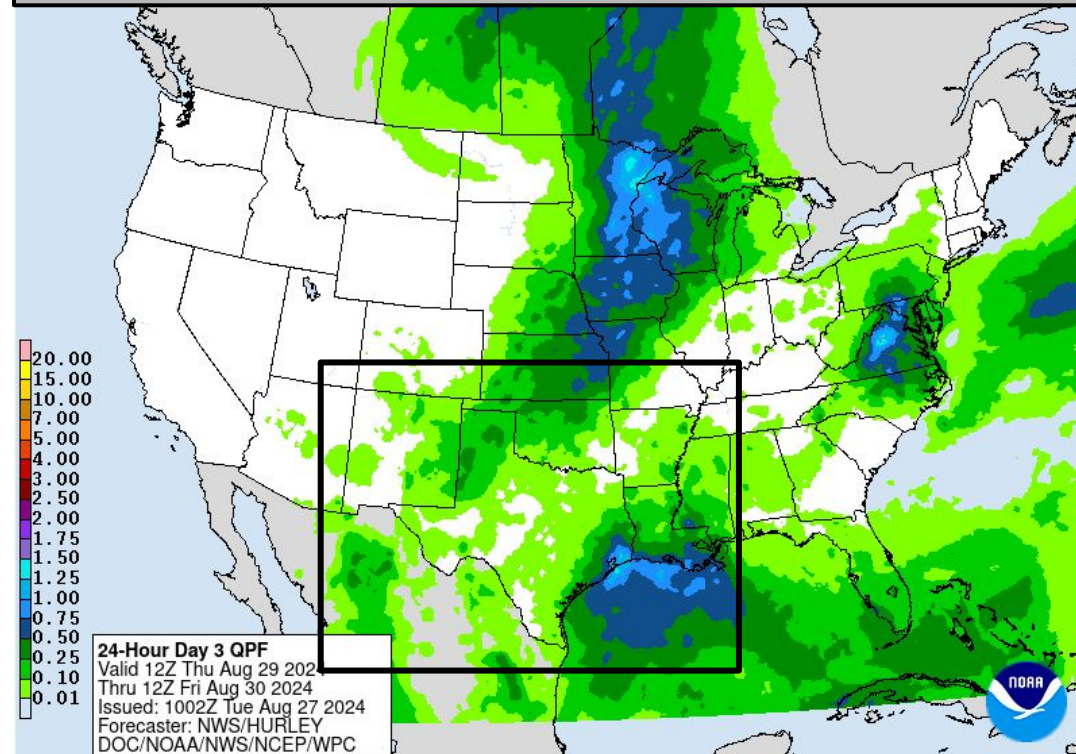 20.00
15.00
10.00
7.00
5.00
4.00
3.00
2.50
2.00
1.75
1.50
1.25
1.00
0.75
0.50
0.25
0.10
0.01
24-Hour Day 3 QPF
Valid 12Z Thu Aug 29 2024
Thru 12Z Fri Aug 30 2024
Issued: 1002Z Tue Aug 27 2024
Forecaster: NWS/HURLEY
DOC/NOAA/NWS/NCEP/WPC
NOAA